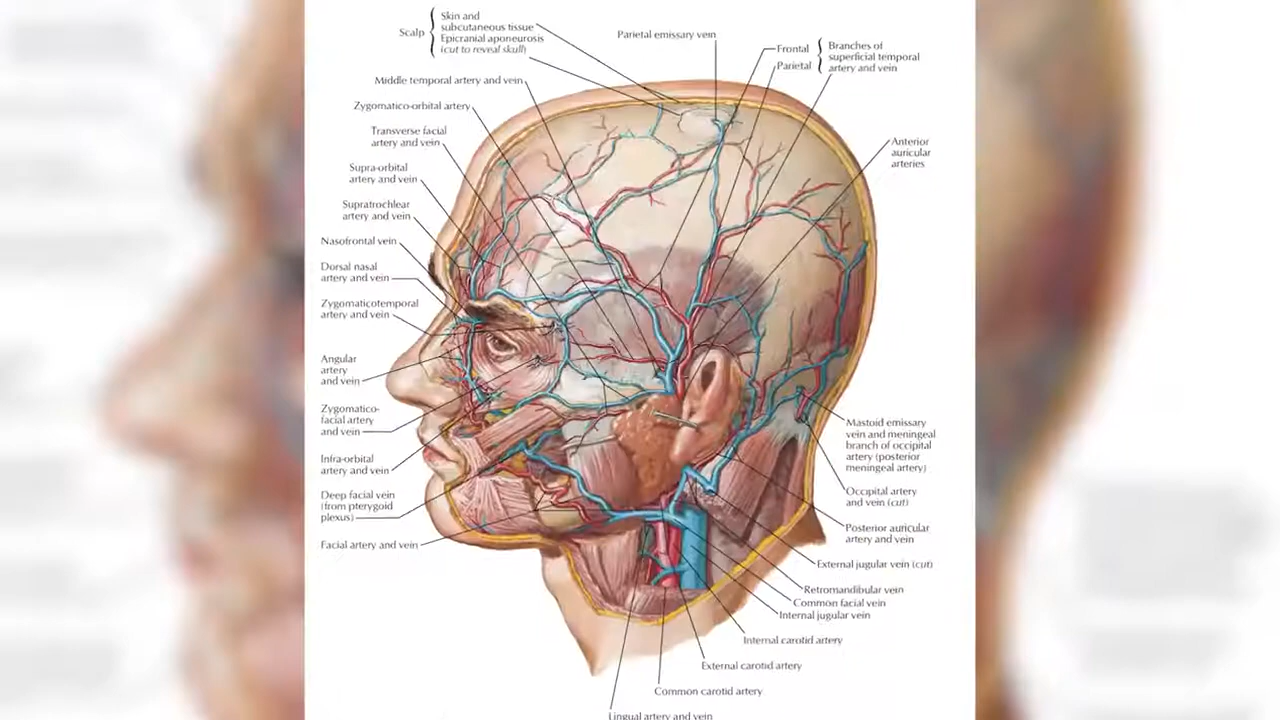 Scalp
Skin and
subcutaneous tissue
Epicranial aponeurosis
(cut to reveal skull)
Parietal emissary vein
Frontal
Parietal
Branches of
superficial temporal
artery and vein
Middle temporal artery and vein
Zygomatico-orbital artery
Transverse facial
artery and vein
Supra-orbital
artery and vein
Supratrochlear
artery and vein
Nasofrontal vein
Dorsal nasal
artery and vein
Zygomaticotemporal
artery and vein
Angular
artery
and vein
Zygomatico-
facial artery
and vein
Infra-orbital
artery and vein
Deep facial vein
(from pterygoid
plexus)
Facial artery and vein
Anterior
auricular
arteries
Mastoid emissary
vein and meningeal
branch of occipital
artery (posterior
meningeal artery)
Occipital artery
and vein (cut)
Posterior auricular
artery and vein
External jugular vein (cut)
Retromandibular vein
Common facial vein
Internal jugular vein
Internal carotid artery
External carotid artery
Common carotid artery
Lingual artery and vein